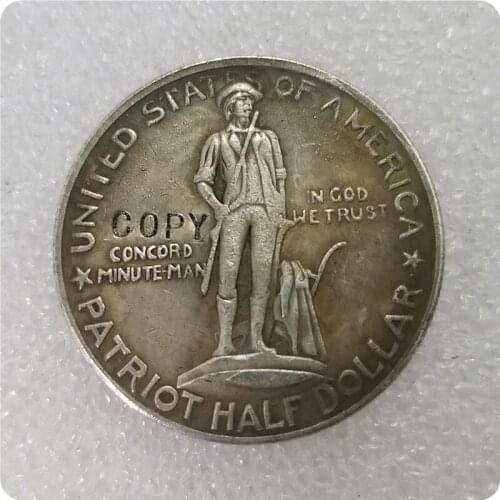 UNITED STATES OF AMERICA
IN GOD
WE TRUST
COPY
CONCORD
MINUTE-MAN
★ PATRIOT HALF DOLLAR ★